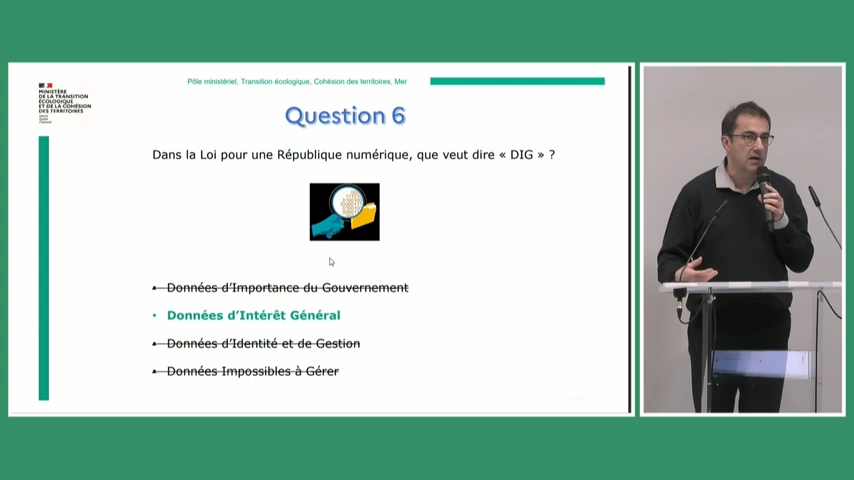 Pôle ministériel, Transition écologique, Cohésion des territoires, Mer
MINISTÈRE
DE LA TRANSITION
ÉCOLOGIQUE
ET DE LA COHÉSION
DES TERRITOIRES
Question 6
Dans la Loi pour une République numérique, que veut dire « DIG » ?
Données d'Importance du Gouvernement
Données d'Intérêt Général
Données d'Identité et de Gestion
Données Impossibles à Gérer